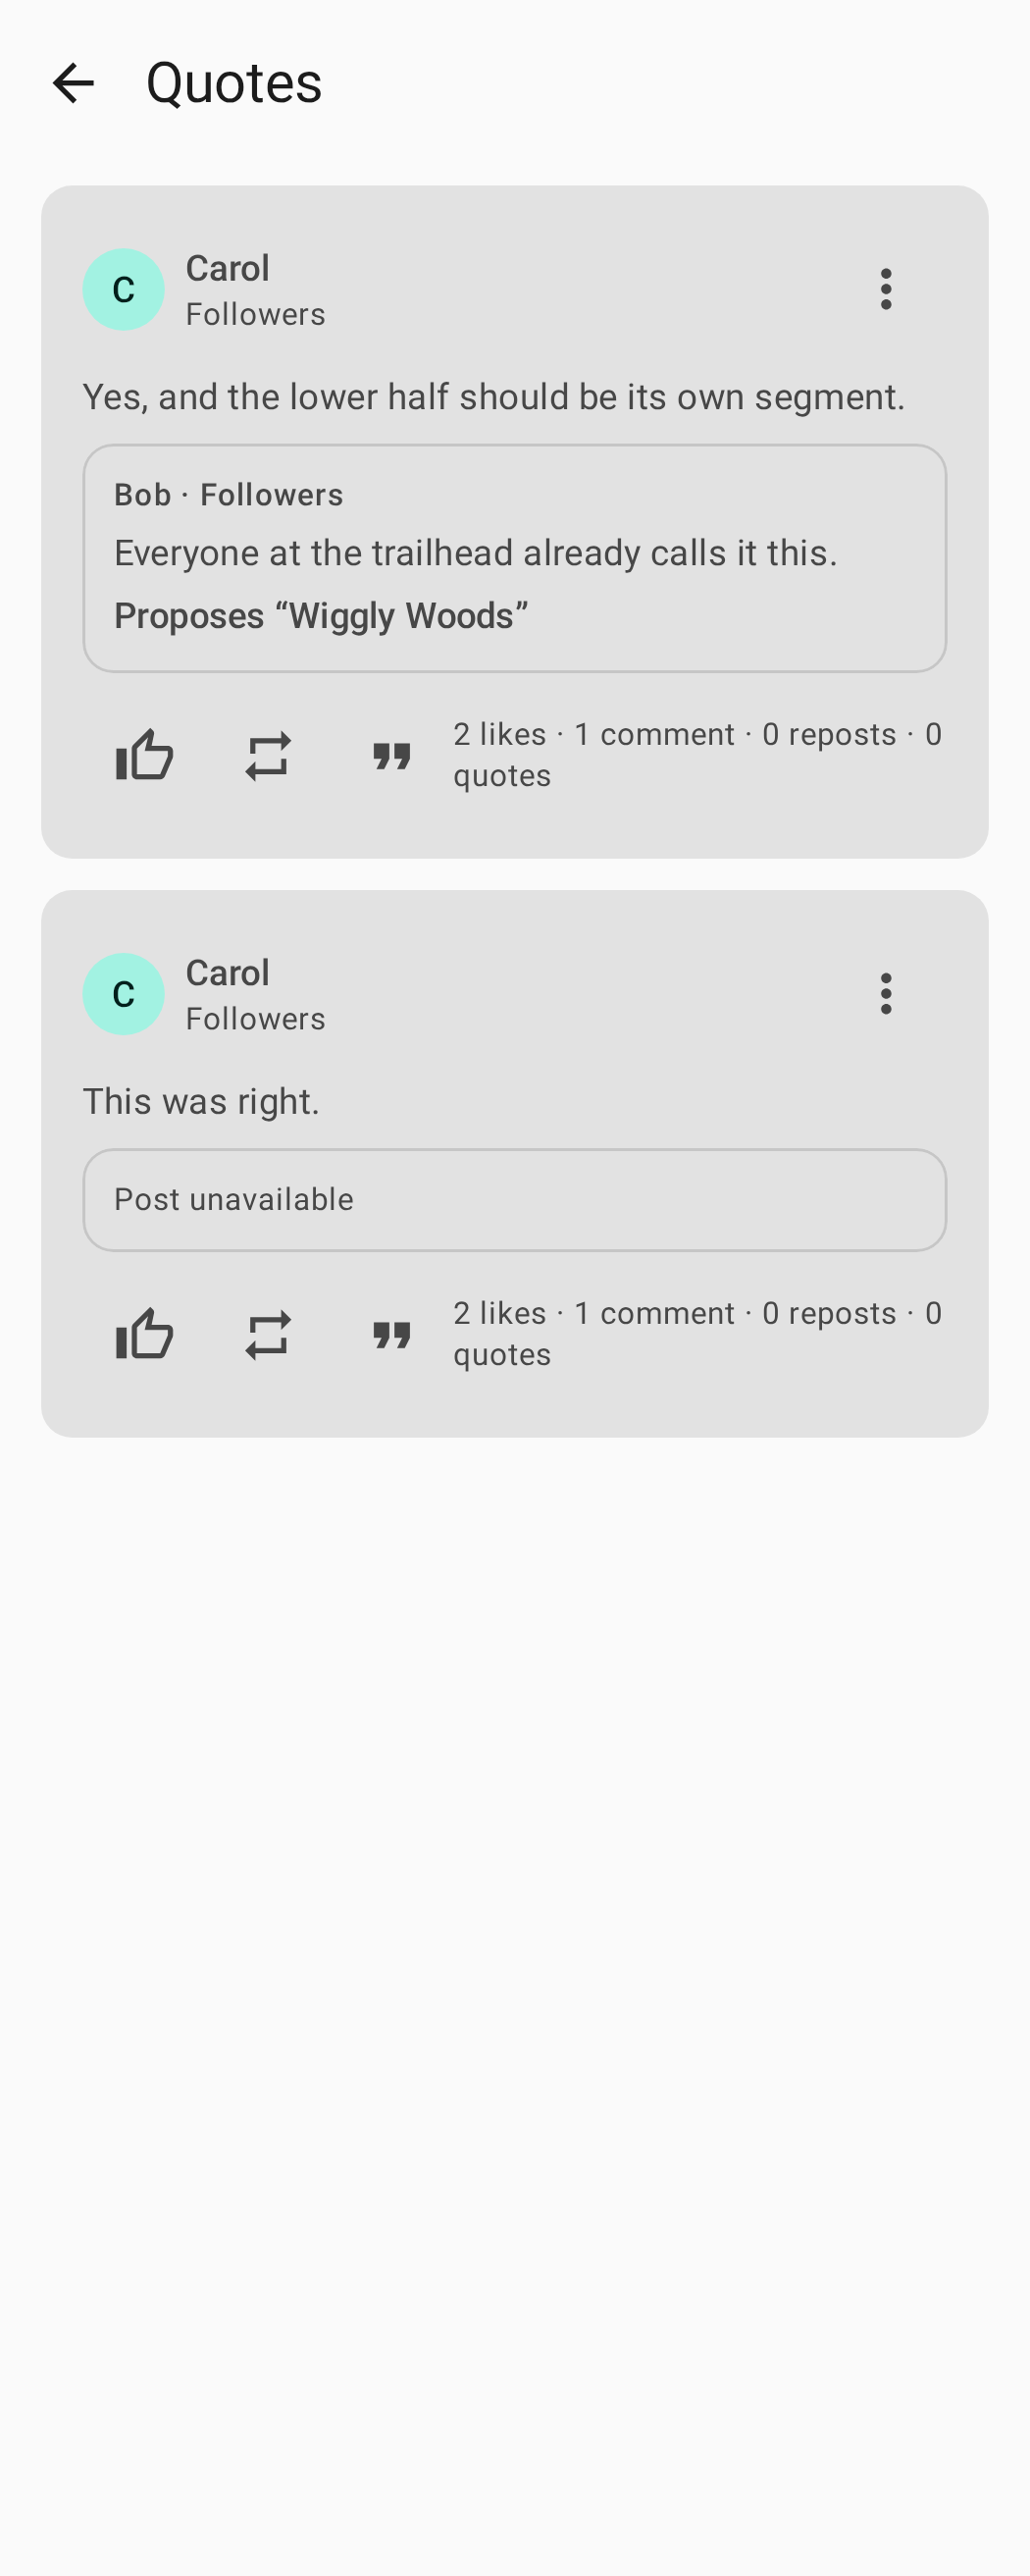 Quotes
C
Carol
Followers
Yes, and the lower half should be its own segment.
Bob · Followers
Everyone at the trailhead already calls it this.
Proposes “Wiggly Woods”
2 likes · 1 comment · 0 reposts · 0
quotes
C
Carol
Followers
This was right.
Post unavailable
2 likes · 1 comment · 0 reposts · 0
quotes